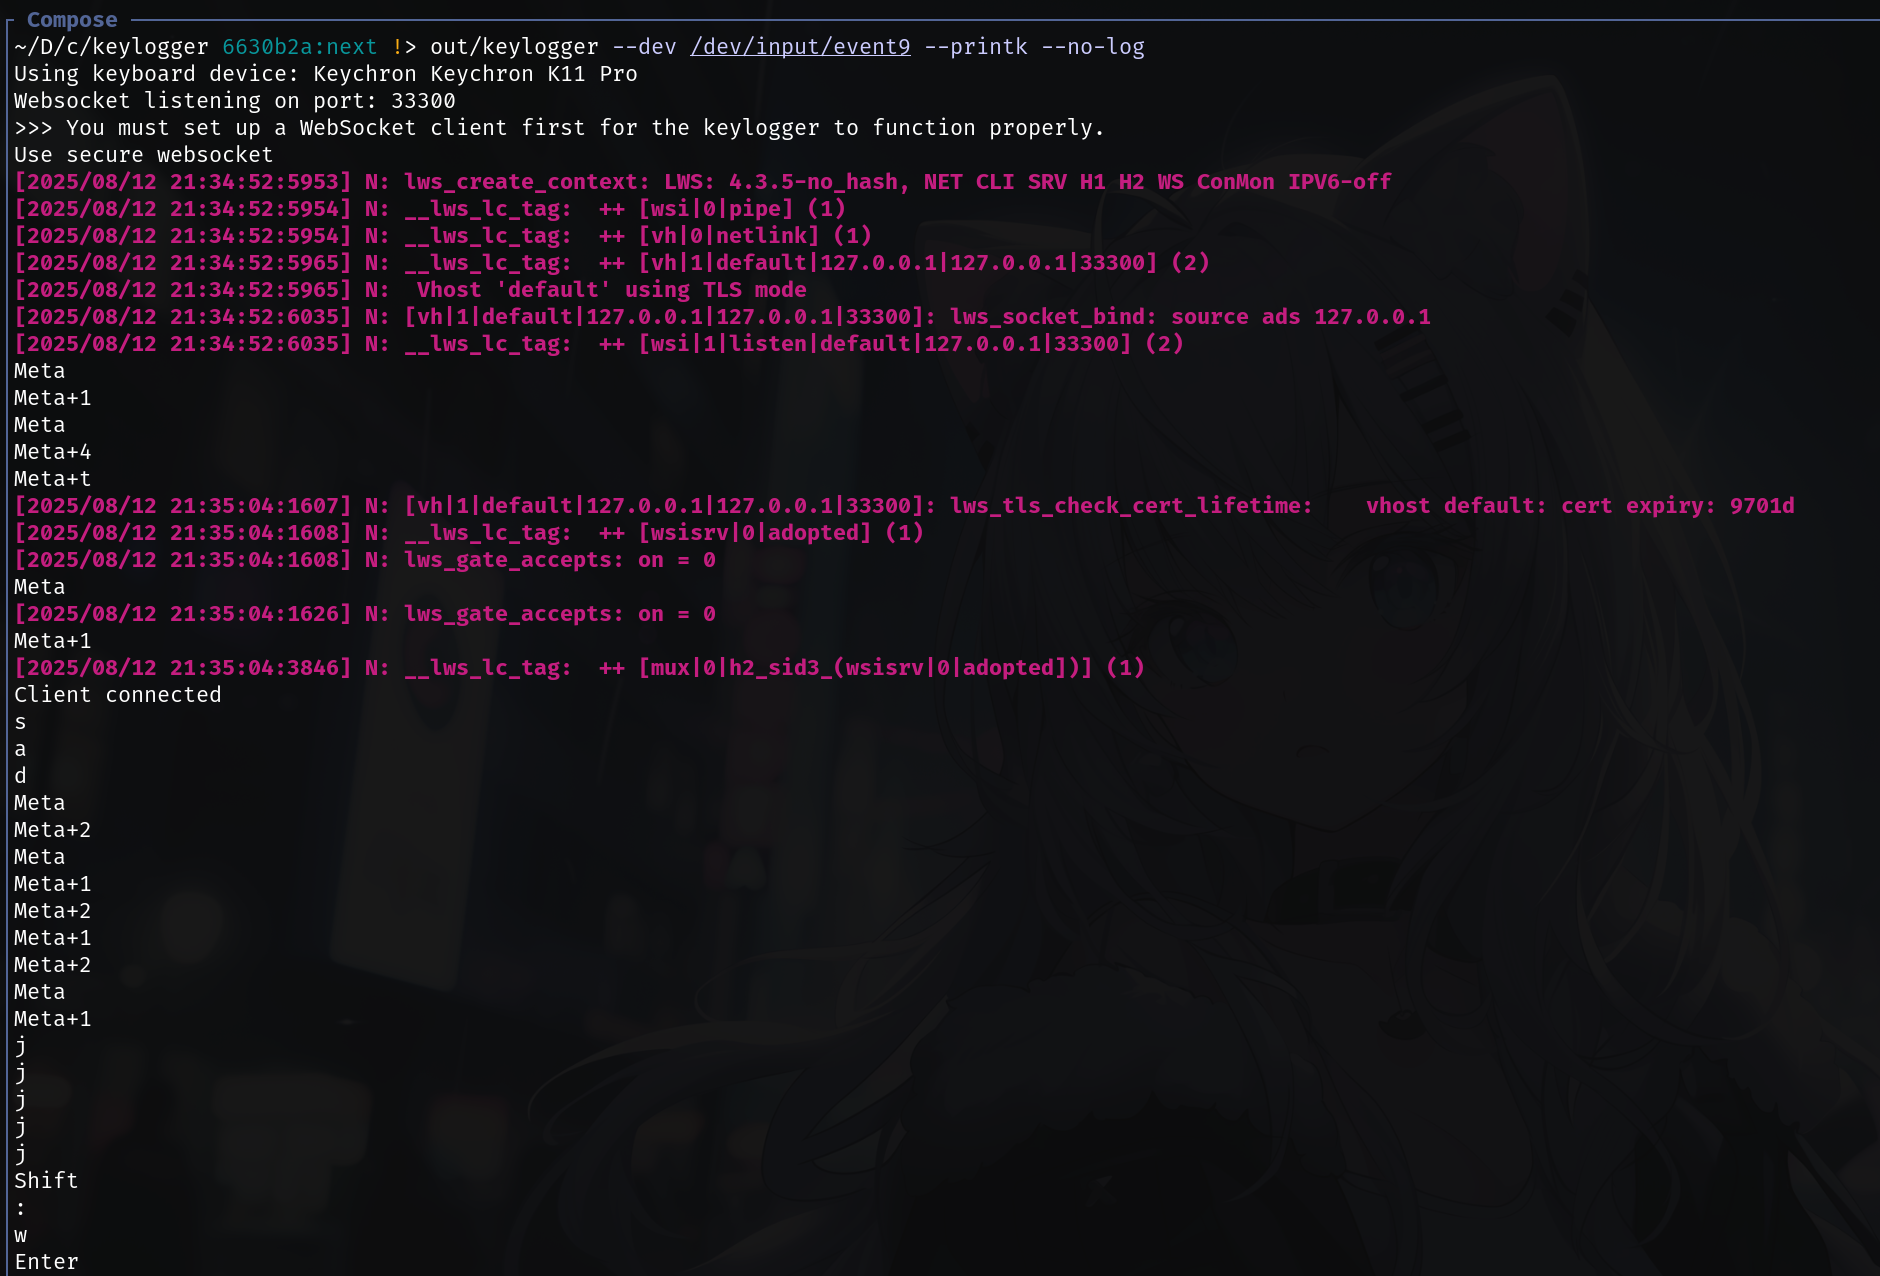 Compose
~/D/c/keylogger 6630b2a:next !> out/keylogger --dev /dev/input/event9 --printk --no-log
Using keyboard device: Keychron Keychron K11 Pro
Websocket listening on port: 33300
>>> You must set up a WebSocket client first for the keylogger to function properly.
Use secure websocket
[2025/08/12 21:34:52:5953] N: lws_create_context: LWS: 4.3.5-no_hash, NET CLI SRV H1 H2 WS ConMon IPV6-off
[2025/08/12 21:34:52:5954] N: __lws_lc_tag:  ++ [wsi|0|pipe] (1)
[2025/08/12 21:34:52:5954] N: __lws_lc_tag:  ++ [vh|0|netlink] (1)
[2025/08/12 21:34:52:5965] N: __lws_lc_tag:  ++ [vh|1|default|127.0.0.1|127.0.0.1|33300] (2)
[2025/08/12 21:34:52:5965] N:  Vhost 'default' using TLS mode
[2025/08/12 21:34:52:6035] N: [vh|1|default|127.0.0.1|127.0.0.1|33300]: lws_socket_bind: source ads 127.0.0.1
[2025/08/12 21:34:52:6035] N: __lws_lc_tag:  ++ [wsi|1|listen|default|127.0.0.1|33300] (2)
Meta
Meta+1
Meta
Meta+4
Meta+t
[2025/08/12 21:35:04:1607] N: [vh|1|default|127.0.0.1|127.0.0.1|33300]: lws_tls_check_cert_lifetime:    vhost default: cert expiry: 9701d
[2025/08/12 21:35:04:1608] N: __lws_lc_tag:  ++ [wsisrv|0|adopted] (1)
[2025/08/12 21:35:04:1608] N: lws_gate_accepts: on = 0
Meta
[2025/08/12 21:35:04:1626] N: lws_gate_accepts: on = 0
Meta+1
[2025/08/12 21:35:04:3846] N: __lws_lc_tag:  ++ [mux|0|h2_sid3_(wsisrv|0|adopted])] (1)
Client connected
s
a
d
Meta
Meta+2
Meta
Meta+1
Meta+2
Meta+1
Meta+2
Meta
Meta+1
j
j
j
j
j
Shift
:
w
Enter